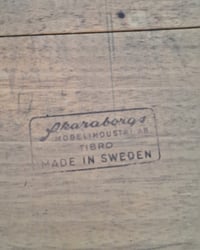 Skaraborgs
MÖBELINDUSTRI AB
TIBRO
MADE IN SWEDEN